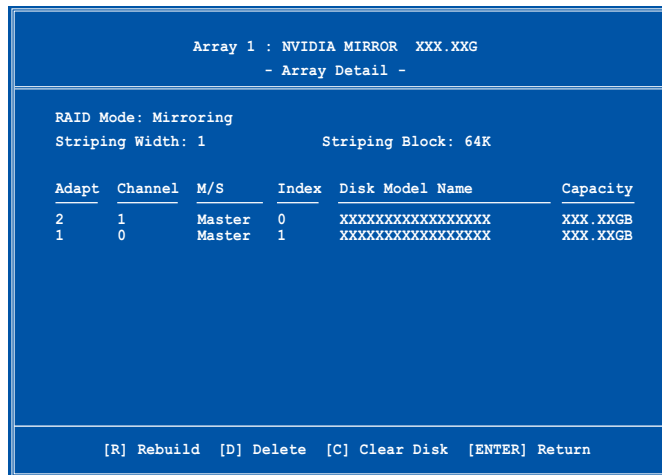 Array 1 : NVIDIA MIRROR XXX.XXG
- Array Detail -
RAID Mode: Mirroring
Striping Width: 1 Striping Block: 64K
Adapt Channel M/S Index Disk Model Name Capacity
2 1 Master 0 XXXXXXXXXXXXXXXXX XXX.XXGB
1 0 Master 1 XXXXXXXXXXXXXXXXX XXX.XXGB
[R] Rebuild [D] Delete [C] Clear Disk [ENTER] Return